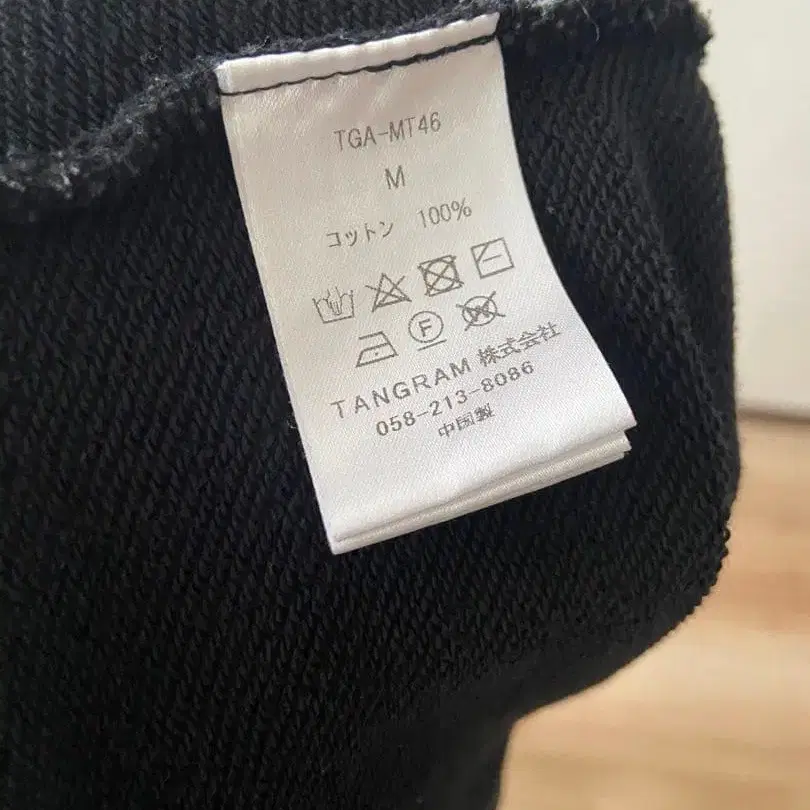 TGA-MT46
M
コットン 100%
F W
TANGRAM 株式会社
058-213-8086
中国製